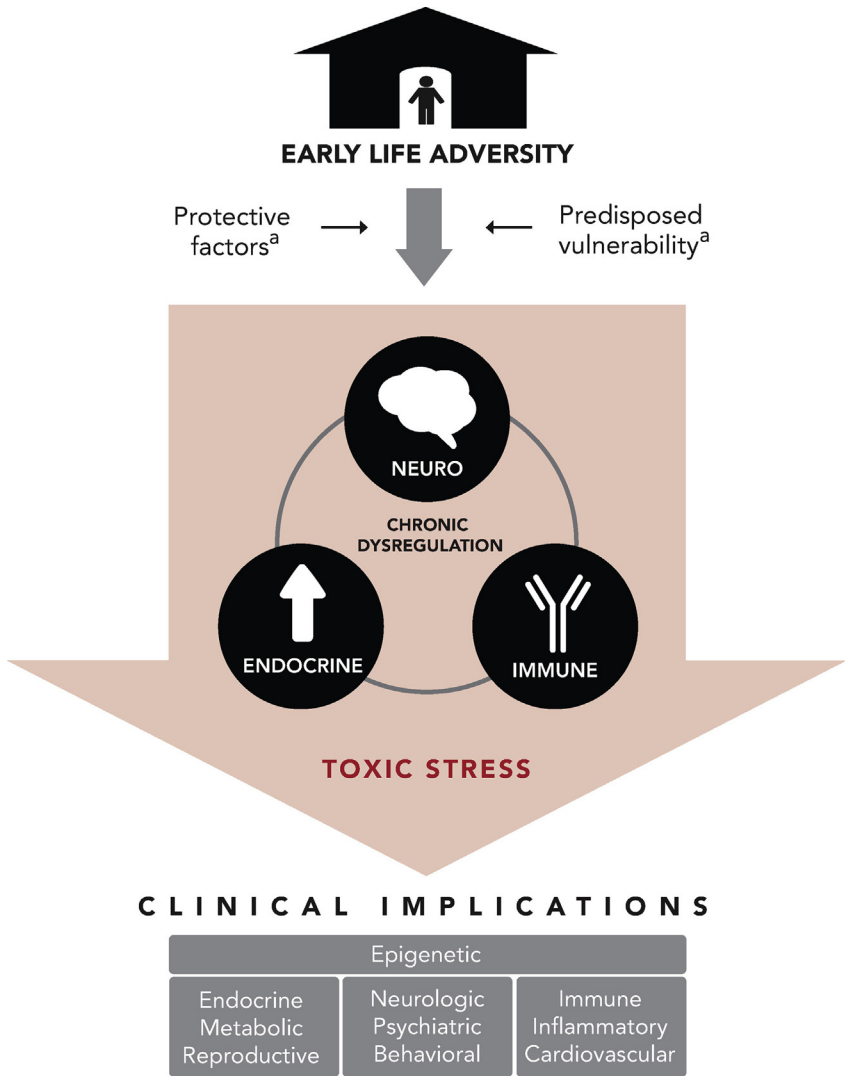 EARLY LIFE ADVERSITY
Protective
factorsᵃ
Predisposed
vulnerabilityᵃ
NEURO
CHRONIC
DYSREGULATION
ENDOCRINE
IMMUNE
TOXIC STRESS
CLINICAL IMPLICATIONS
Epigenetic
Endocrine
Metabolic
Reproductive
Neurologic
Psychiatric
Behavioral
Immune
Inflammatory
Cardiovascular